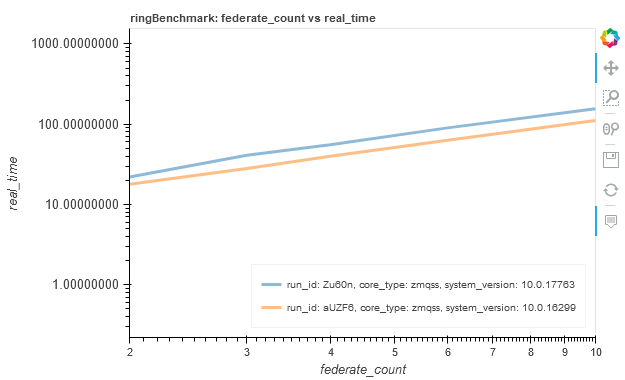 ringBenchmark: federate_count vs real_time
1000.00000000
100.00000000
10.00000000
1.00000000
real_time
run_id: Zu60n, core_type: zmqss, system_version: 10.0.17763
run_id: aUZF6, core_type: zmqss, system_version: 10.0.16299
2 3 4 5 6 7 8 9 10
federate_count